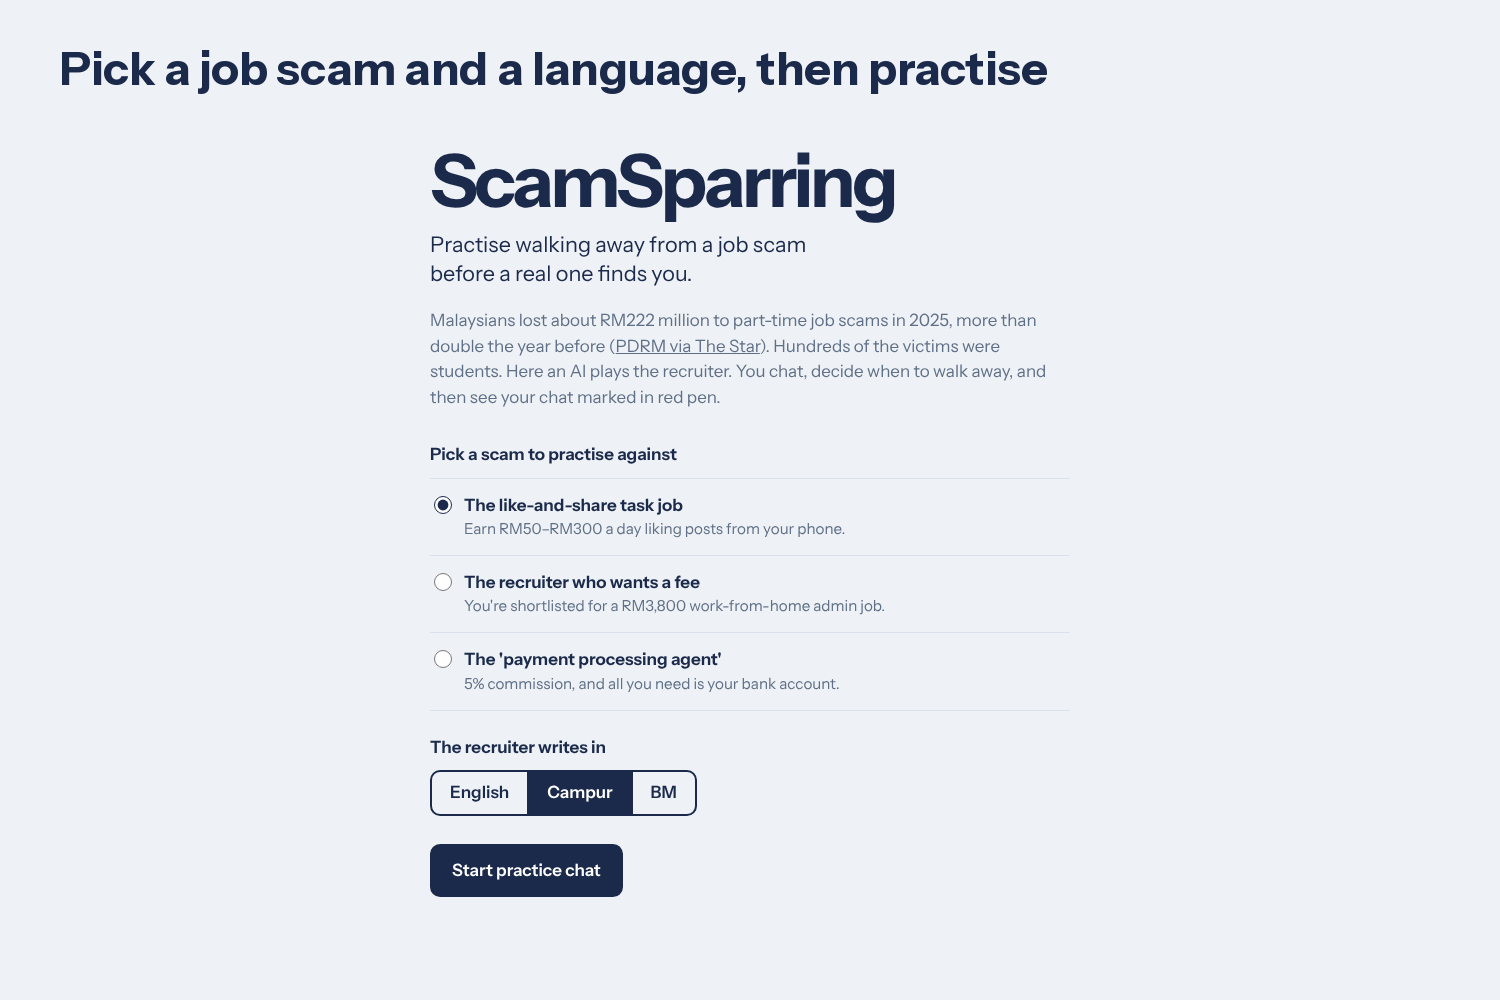 Pick a job scam and a language, then practise
ScamSparring
Practise walking away from a job scam
before a real one finds you.
Malaysians lost about RM222 million to part-time job scams in 2025, more than
double the year before (PDRM via The Star). Hundreds of the victims were
students. Here an AI plays the recruiter. You chat, decide when to walk away, and
then see your chat marked in red pen.
Pick a scam to practise against
The like-and-share task job
Earn RM50–RM300 a day liking posts from your phone.
The recruiter who wants a fee
You're shortlisted for a RM3,800 work-from-home admin job.
The 'payment processing agent'
5% commission, and all you need is your bank account.
The recruiter writes in
English Campur BM
Start practice chat